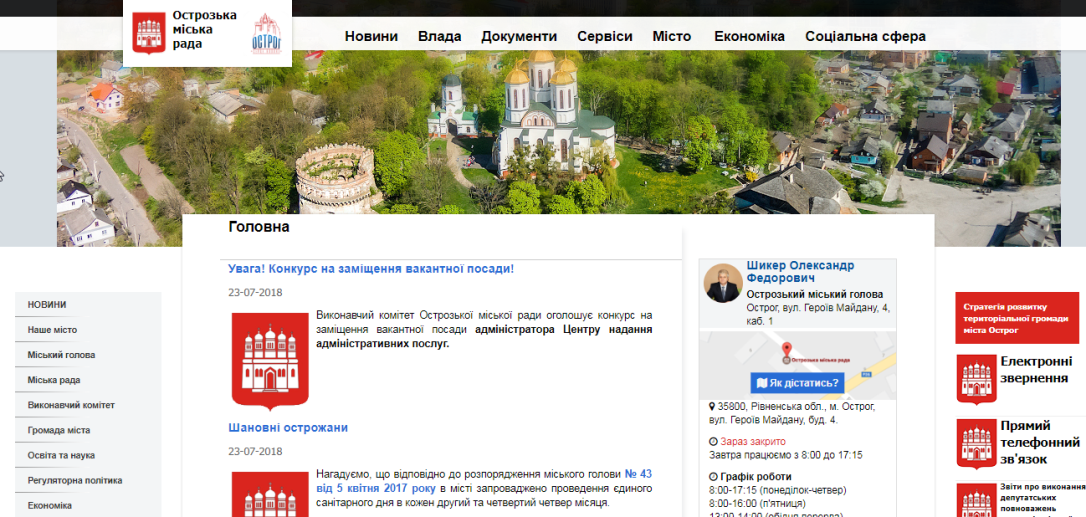 Острозька
міська
рада
ОСТРОГ
Новини Влада Документи Сервіси Місто Економіка Соціальна сфера
Головна
НОВИНИ
Наше місто
Міський голова
Міська рада
Виконавчий комітет
Громада міста
Освіта та наука
Регуляторна політика
Економіка
Увага! Конкурс на заміщення вакантної посади!
23-07-2018
Виконавчий комітет Острозької міської ради оголошує конкурс на
заміщення вакантної посади адміністратора Центру надання
адміністративних послуг.
Шановні острожани
23-07-2018
Нагадуємо, що відповідно до розпорядження міського голови № 43
від 5 квітня 2017 року в місті запроваджено проведення єдиного
санітарного дня в кожен другий та четвертий четвер місяця.
Шикер Олександр
Федорович
Острозький міський голова
Острог, вул. Героїв Майдану, 4,
каб. 1
Острозька міська рада
Як дістатись?
35800, Рівненська обл., м. Острог,
вул. Героїв Майдану, буд. 4.
Зараз закрито
Завтра працюємо з 8:00 до 17:15
Графік роботи
8:00-17:15 (понеділок-четвер)
8:00-16:00 (п'ятниця)
13:00-14:00 (обідня перерва)
Стратегія розвитку
територіальної громади
міста Острог
Електронні
звернення
Прямий
телефонний
зв'язок
Звіти про виконання
депутатських
повноважень